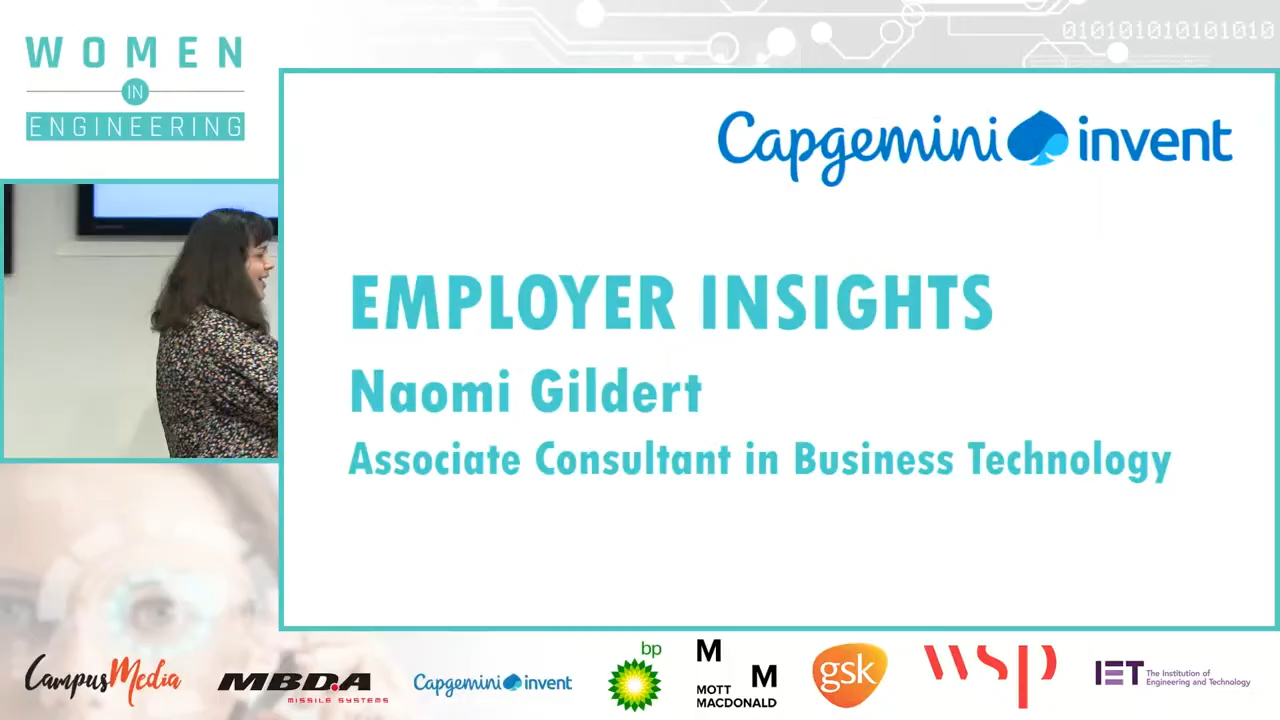 WOMEN
IN
ENGINEERING
010101010101010
Capgemini invent
EMPLOYER INSIGHTS
Naomi Gildert
Associate Consultant in Business Technology
CampusMedia
MBDA
MISSILE SYSTEMS
Capgemini invent
bp
M
M
MOTT
MACDONALD
gsk
wsp
IET The Institution of
Engineering and Technology